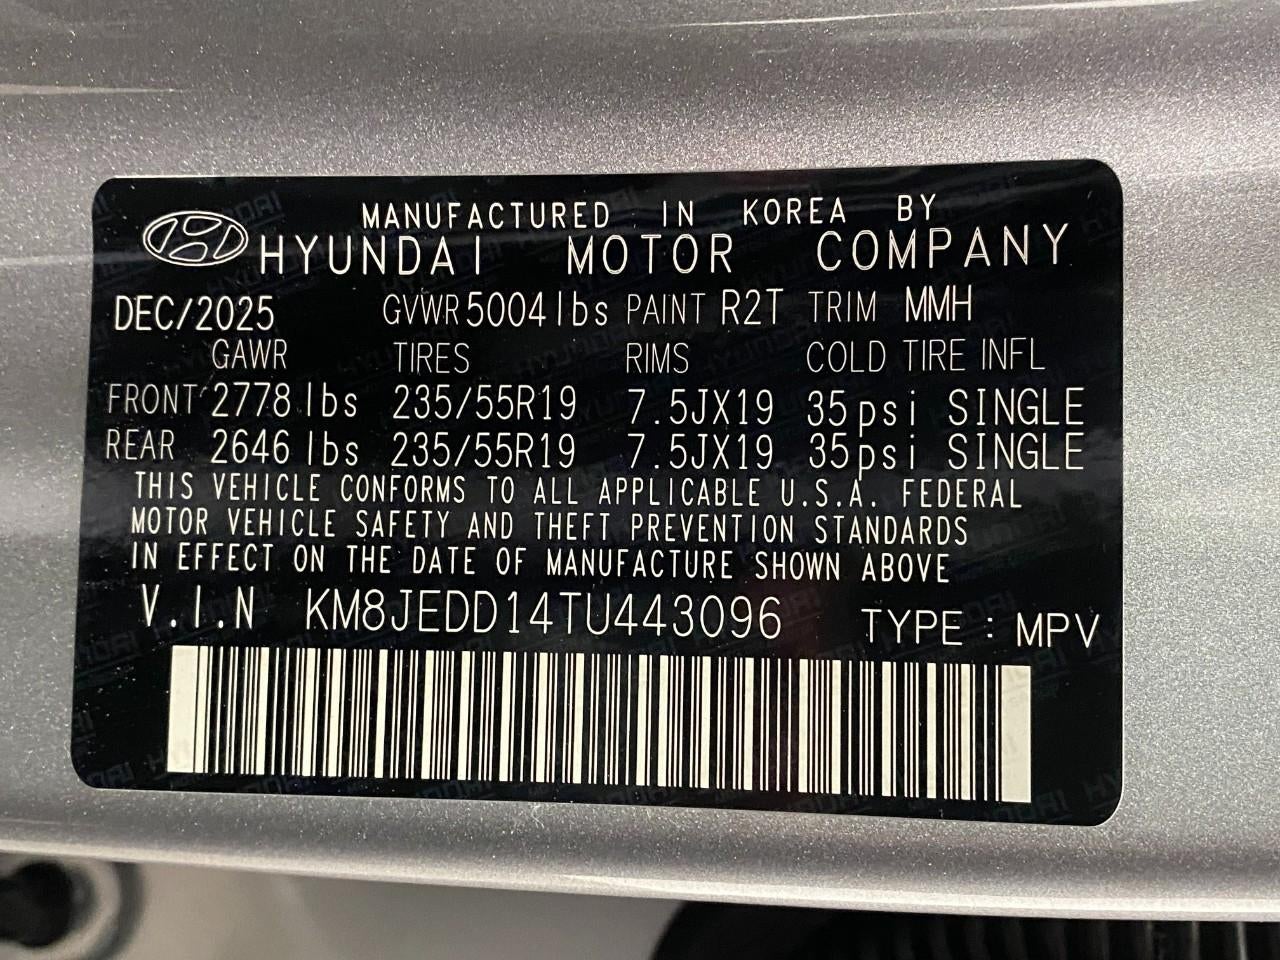 MANUFACTURED IN KOREA BY
HYUNDAI MOTOR COMPANY
DEC/2025 GVWR 5004 lbs PAINT R2T TRIM MMH
GAWR TIRES RIMS COLD TIRE INFL
FRONT 2778 lbs 235/55R19 7.5JX19 35psi SINGLE
REAR 2646 lbs 235/55R19 7.5JX19 35psi SINGLE
THIS VEHICLE CONFORMS TO ALL APPLICABLE U.S.A. FEDERAL
MOTOR VEHICLE SAFETY AND THEFT PREVENTION STANDARDS
IN EFFECT ON THE DATE OF MANUFACTURE SHOWN ABOVE
V.I.N KM8JEDD14TU443096 TYPE : MPV